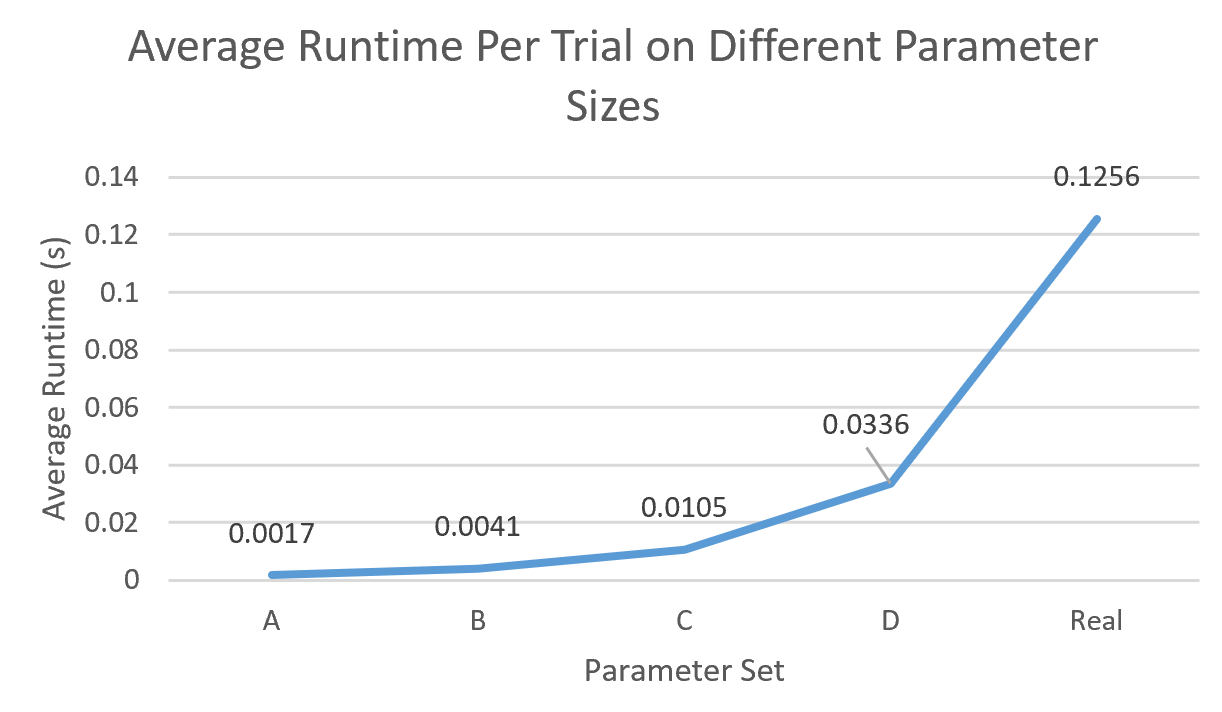 Average Runtime Per Trial on Different Parameter
Sizes
0.14
0.12
0.1
0.08
0.06
0.04
0.02
0
Average Runtime (s)
0.0017
0.0041
0.0105
0.0336
0.1256
A
B
C
D
Real
Parameter Set